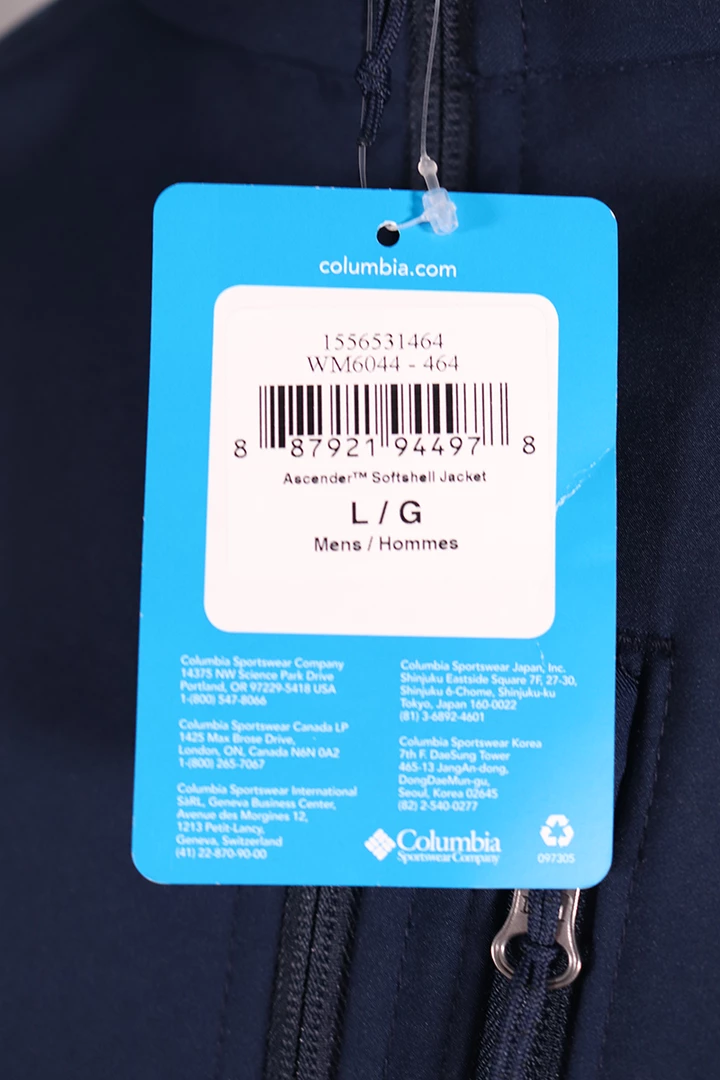 columbia.com
1556531464
WM6044 - 464
8 87921 94497 8
Ascender™ Softshell Jacket
L / G
Mens / Hommes
Columbia Sportswear Company
14375 NW Science Park Drive
Portland, OR 97229-5418 USA
1-(800) 547-8066
Columbia Sportswear Canada LP
1425 Max Brose Drive,
London, ON, Canada N6N 0A2
1-(800) 265-7067
Columbia Sportswear International
SàRL, Geneva Business Center,
Avenue des Morgines 12,
1213 Petit-Lancy,
Geneva, Switzerland
(41) 22-870-90-00
Columbia Sportswear Japan, Inc.
Shinjuku Eastside Square 7F, 27-30,
Shinjuku 6-Chome, Shinjuku-ku
Tokyo, Japan 160-0022
(81) 3-6892-4601
Columbia Sportswear Korea
7th F. DaeSung Tower
465-13 JangAn-dong,
DongDaeMun-gu,
Seoul, Korea 02645
(82) 2-540-0277
Columbia
Sportswear Company
097305